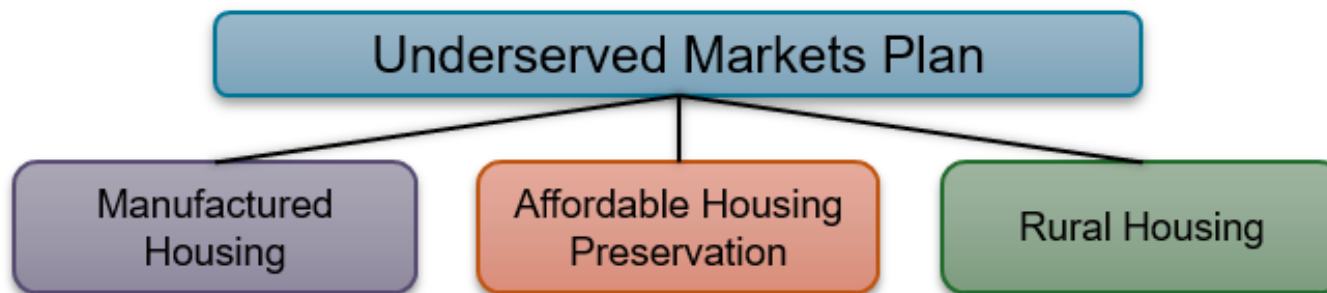 Underserved Markets Plan
Manufactured
Housing
Affordable Housing
Preservation
Rural Housing